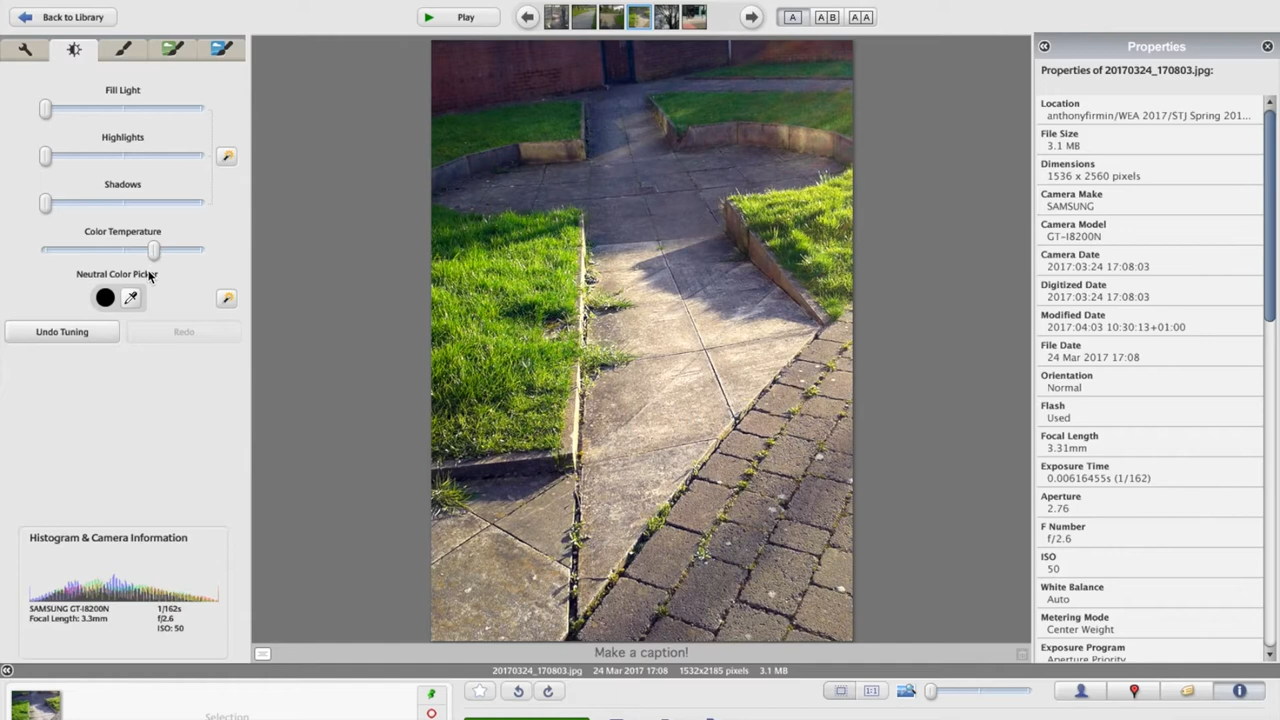 Back to Library
Play
A
A B
A A
Properties
Properties of 20170324_170803.jpg:
Fill Light
Highlights
Shadows
Color Temperature
Neutral Color Picker
Undo Tuning
Redo
Histogram & Camera Information
SAMSUNG GT-I8200N 1/162s
Focal Length: 3.3mm f/2.6
ISO: 50
Location
anthonyfirmin/WEA 2017/STJ Spring 201...
File Size
3.1 MB
Dimensions
1536 x 2560 pixels
Camera Make
SAMSUNG
Camera Model
GT-I8200N
Camera Date
2017:03:24 17:08:03
Digitized Date
2017:03:24 17:08:03
Modified Date
2017:04:03 10:30:13+01:00
File Date
24 Mar 2017 17:08
Orientation
Normal
Flash
Used
Focal Length
3.31mm
Exposure Time
0.00616455s (1/162)
Aperture
2.76
F Number
f/2.6
ISO
50
White Balance
Auto
Metering Mode
Center Weight
Exposure Program
Aperture Priority
Make a caption!
20170324_170803.jpg 24 Mar 2017 17:08 1532x2185 pixels 3.1 MB
1:1
Selection